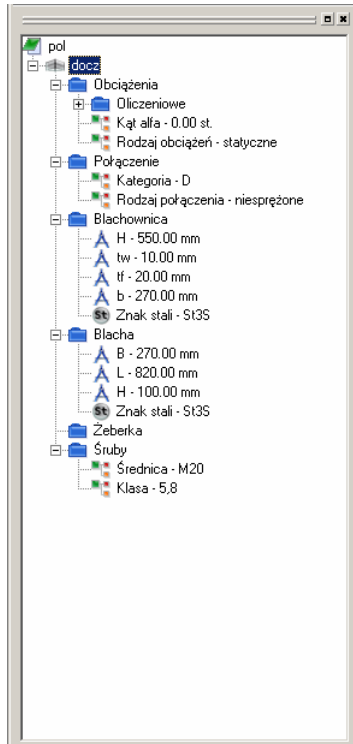 pol
docz
Obciążenia
Oliczeniowe
Kąt alfa - 0.00 st.
Rodzaj obciążeń - statyczne
Połączenie
Kategoria - D
Rodzaj połączenia - niesprężone
Blachownica
H - 550.00 mm
tw - 10.00 mm
tf - 20.00 mm
b - 270.00 mm
St Znak stali - St3S
Blacha
B - 270.00 mm
L - 820.00 mm
H - 100.00 mm
St Znak stali - St3S
Żeberka
Śruby
Średnica - M20
Klasa - 5,8